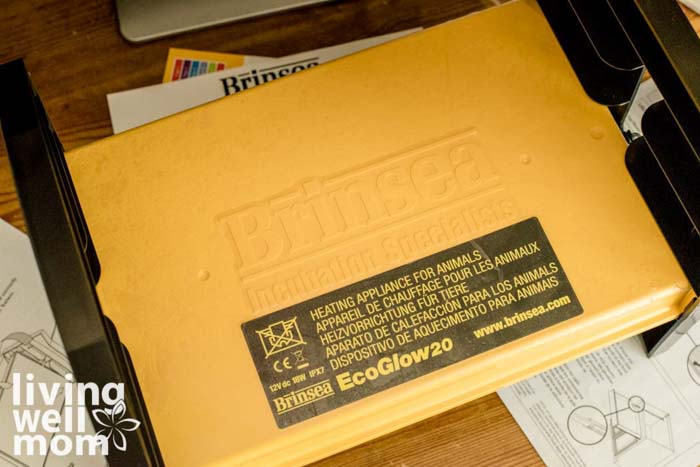 Brinsea
Brinsea
Incubation Specialists
HEATING APPLIANCE FOR ANIMALS
APPAREIL DE CHAUFFAGE POUR LES ANIMAUX
HEIZVORRICHTUNG FÜR TIERE
APARATO DE CALEFACCIÓN PARA LOS ANIMALES
DISPOSITIVO DE AQUECIMENTO PARA ANIMAIS
CE
12V dc 18W IPX7
Brinsea EcoGlow20 www.brinsea.com
living
well
mom